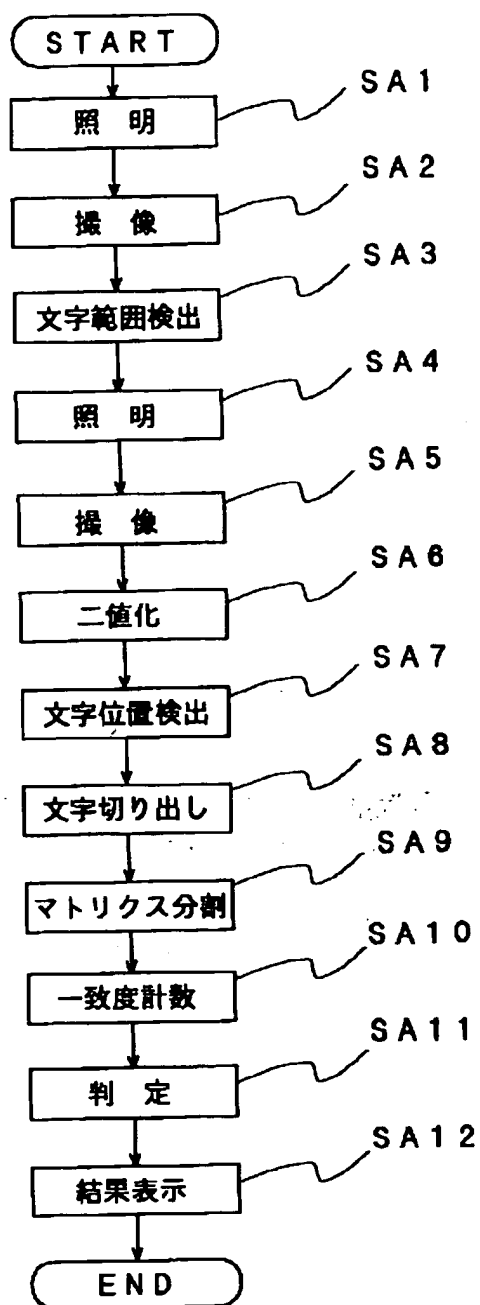 START
SA1
照 明
SA2
撮 像
SA3
文字範囲検出
SA4
照 明
SA5
撮 像
SA6
二値化
SA7
文字位置検出
SA8
文字切り出し
SA9
マトリクス分割
SA10
一致度計数
SA11
判 定
SA12
結果表示
END